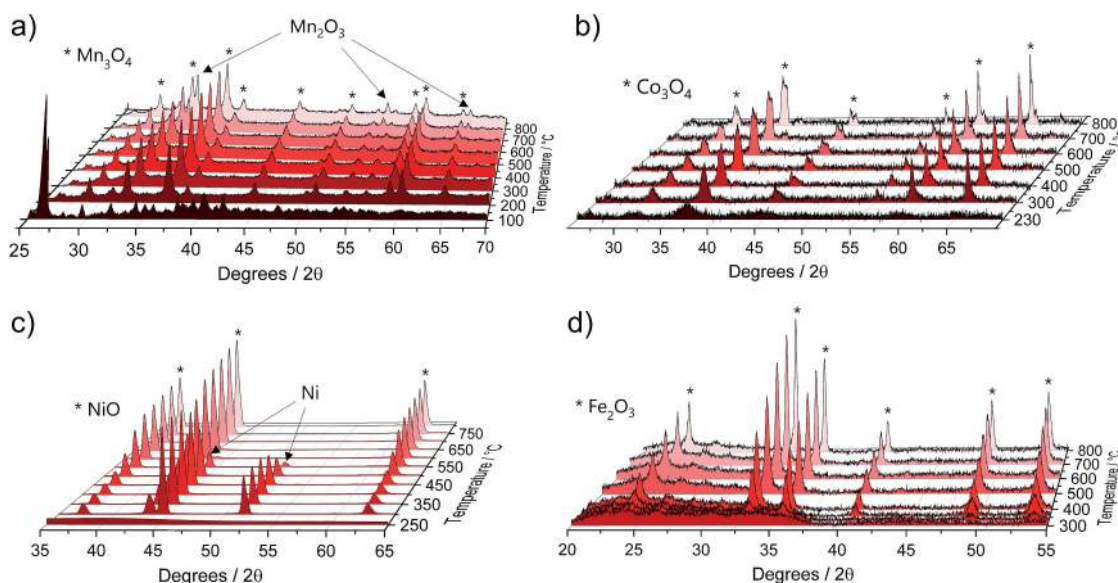 a)
* Mn3O4
Mn2O3
* * * * * * * * *
800
700
600
500
400
300
200
100
Temperature / °C
25 30 35 40 45 50 55 60 65 70
Degrees / 2θ
b)
* Co3O4
* * * * *
800
700
600
500
400
300
230
Temperature / °C
30 35 40 45 50 55 60 65
Degrees / 2θ
c)
* NiO
Ni
* * *
750
650
550
450
350
250
Temperature / °C
35 40 45 50 55 60 65
Degrees / 2θ
d)
* Fe2O3
* * * * * *
800
700
600
500
400
300
Temperature / °C
20 25 30 35 40 45 50 55
Degrees / 2θ